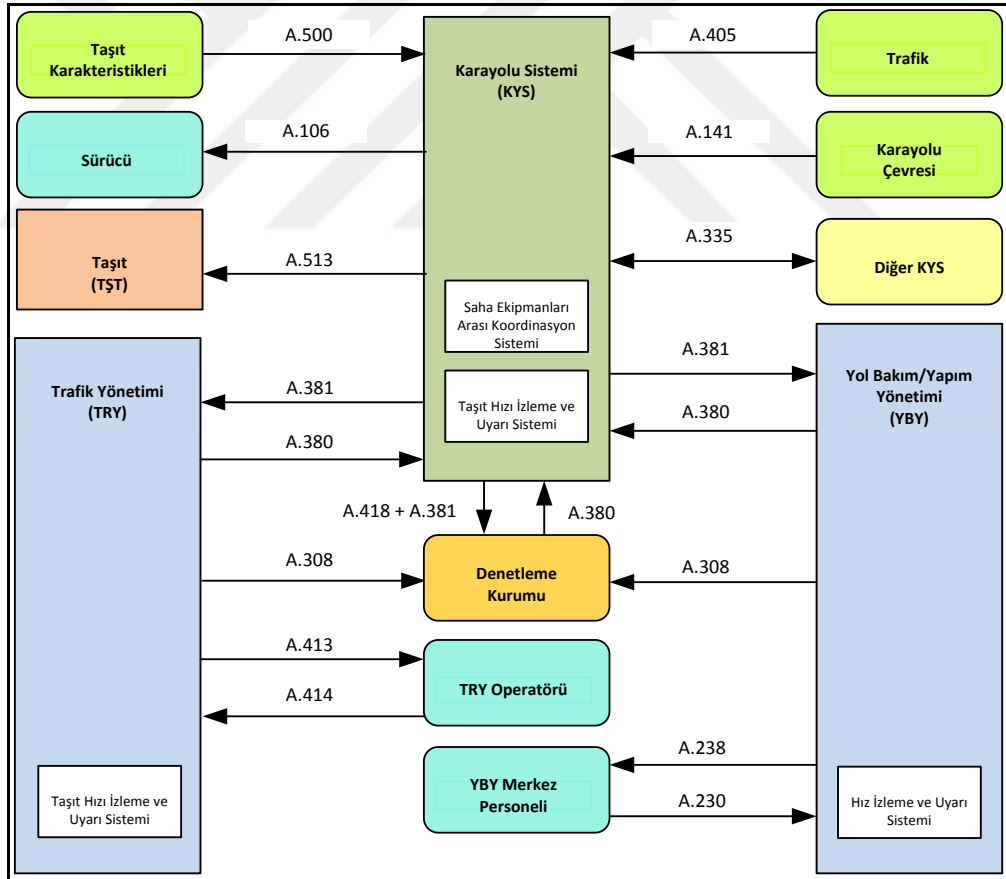 Taşıt
Karakteristikleri
A.500
Karayolu Sistemi
(KYS)
A.405
Trafik
Sürücü
A.106
A.141
Karayolu
Çevresi
Taşıt
(TŞT)
A.513
A.335
Diğer KYS
Saha Ekipmanları
Arası Koordinasyon
Sistemi
Taşıt Hızı İzleme ve
Uyarı Sistemi
Trafik Yönetimi
(TRY)
A.381
A.380
A.381
A.380
Yol Bakım/Yapım
Yönetimi
(YBY)
A.418 + A.381
A.380
A.308
Denetleme
Kurumu
A.308
A.413
A.414
TRY Operatörü
YBY Merkez
Personeli
A.238
A.230
Taşıt Hızı İzleme ve
Uyarı Sistemi
Hız İzleme ve Uyarı
Sistemi